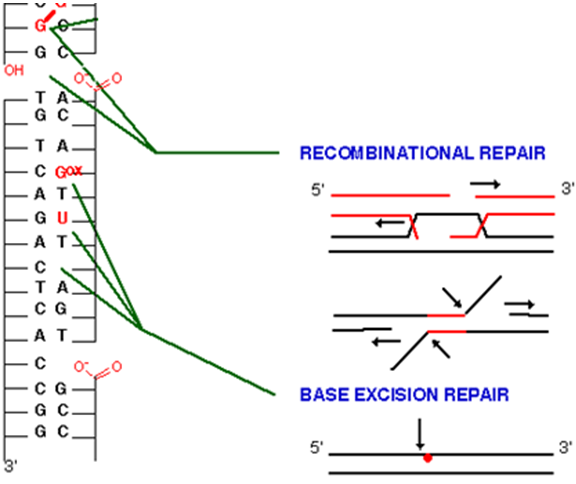 G
G C
G C
OH
O⁻ O
T A
G C
T A
C Gox
A T
G U
A T
C
T A
C G
A T
C
O⁻ O
C G
G C
G C
3'
RECOMBINATIONAL REPAIR
5' 3'
BASE EXCISION REPAIR
5' 3'